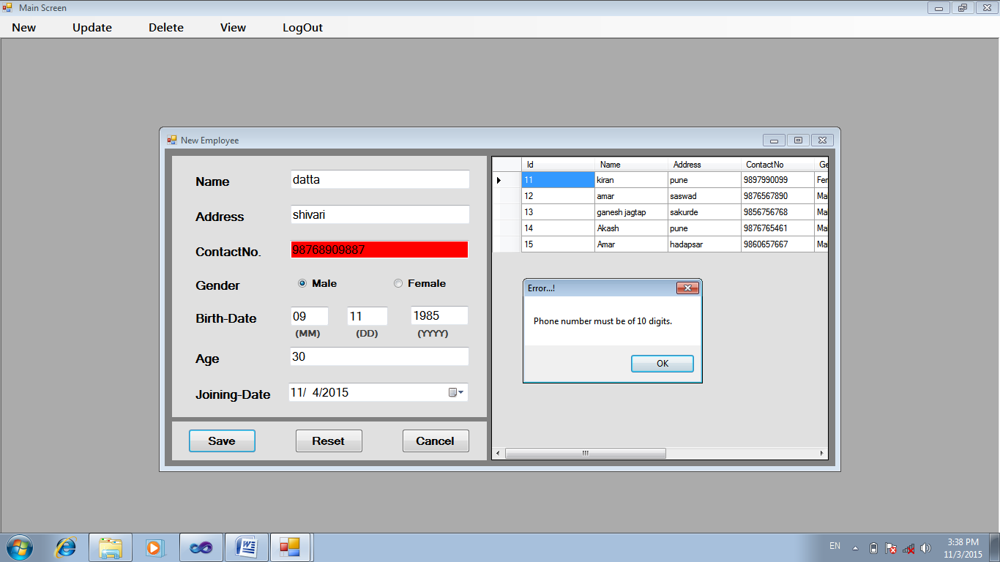 Main Screen
New Update Delete View LogOut
New Employee
Name datta
Address shivari
ContactNo. 98768909887
Gender Male Female
Birth-Date 09 11 1985
(MM) (DD) (YYYY)
Age 30
Joining-Date 11/ 4/2015
Save Reset Cancel
Id Name Address ContactNo Ge
11 kiran pune 9897990099 Fen
12 amar saswad 9876567890 Ma
13 ganesh jagtap sakurde 9856756768 Ma
14 Akash pune 9876765461 Ma
15 Amar hadapsar 9860657667 Ma
Error...!
Phone number must be of 10 digits.
OK
EN 3:38 PM
11/3/2015